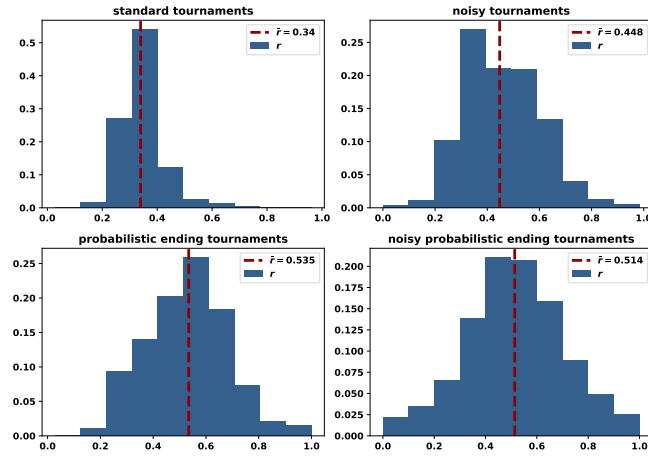 standard tournaments
0.5
0.4
0.3
0.2
0.1
0.0
0.0 0.2 0.4 0.6 0.8 1.0
r̄ = 0.34
r
noisy tournaments
0.25
0.20
0.15
0.10
0.05
0.00
0.0 0.2 0.4 0.6 0.8 1.0
r̄ = 0.448
r
probabilistic ending tournaments
0.25
0.20
0.15
0.10
0.05
0.00
0.0 0.2 0.4 0.6 0.8 1.0
r̄ = 0.535
r
noisy probabilistic ending tournaments
0.200
0.175
0.150
0.125
0.100
0.075
0.050
0.025
0.000
0.0 0.2 0.4 0.6 0.8 1.0
r̄ = 0.514
r